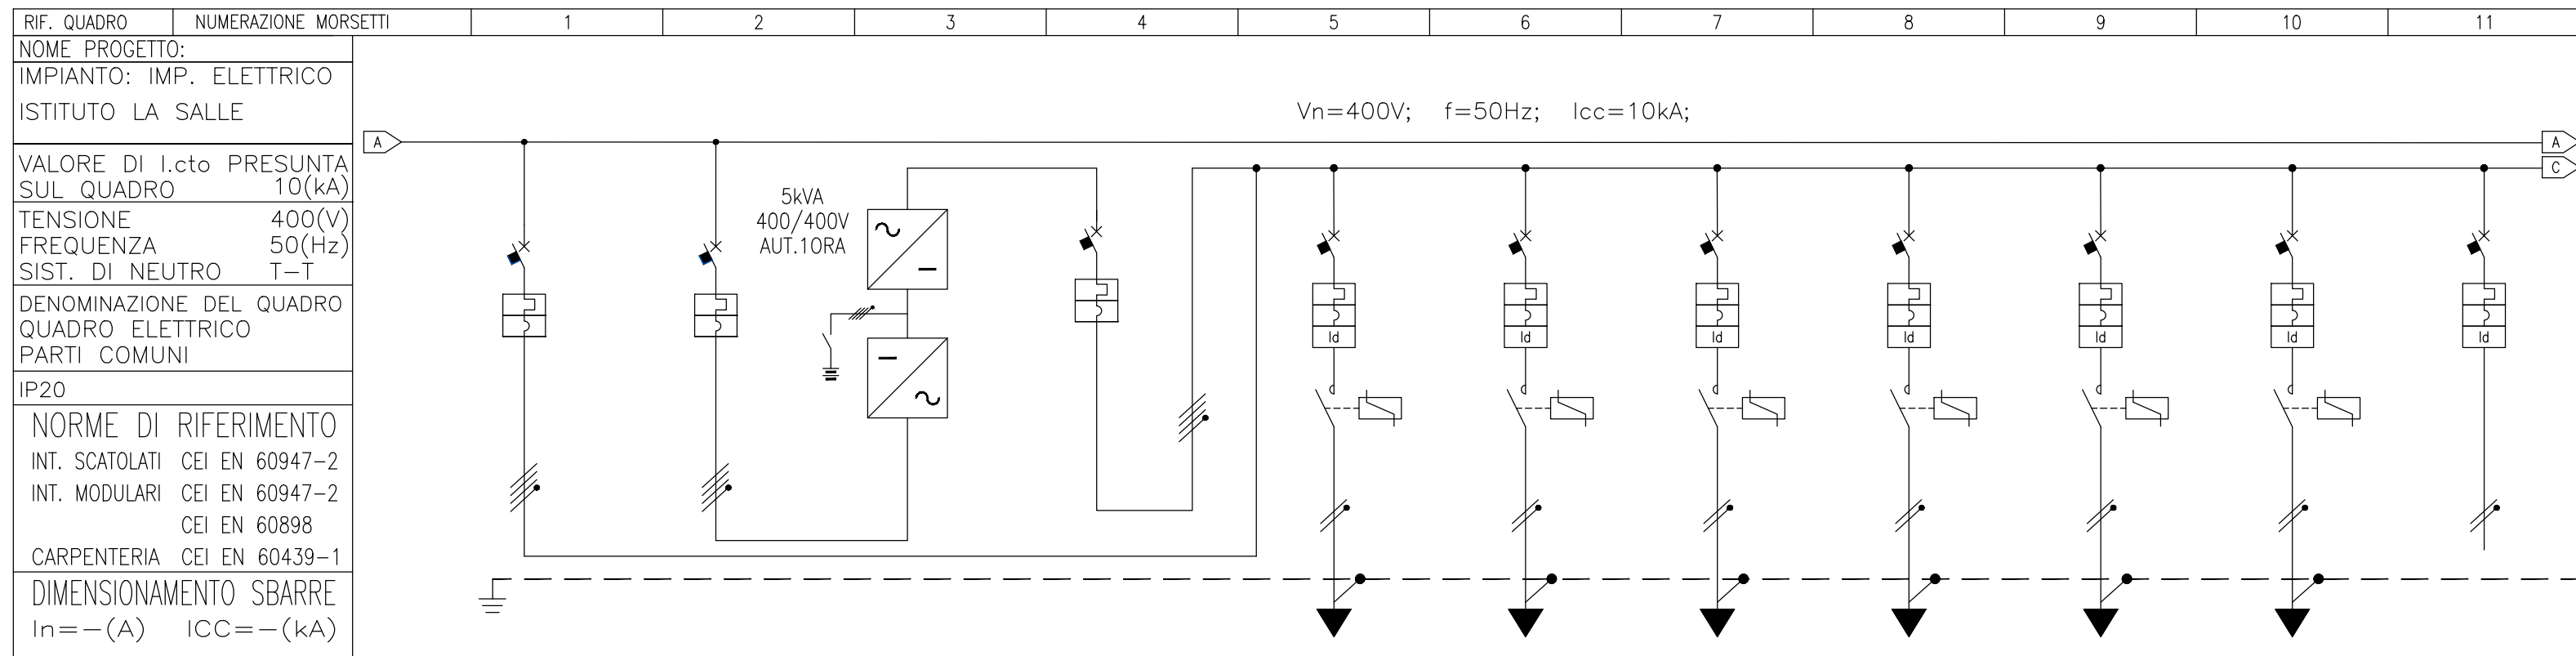 RIF. QUADRO NUMERAZIONE MORSETTI 1 2 3 4 5 6 7 8 9 10 11
NOME PROGETTO:
IMPIANTO: IMP. ELETTRICO
ISTITUTO LA SALLE
Vn=400V; f=50Hz; Icc=10kA;
A A
C
VALORE DI I.cto PRESUNTA
SUL QUADRO 10(kA)
TENSIONE 400(V)
FREQUENZA 50(Hz)
SIST. DI NEUTRO T-T
DENOMINAZIONE DEL QUADRO
QUADRO ELETTRICO
PARTI COMUNI
IP20
NORME DI RIFERIMENTO
INT. SCATOLATI CEI EN 60947-2
INT. MODULARI CEI EN 60947-2
CEI EN 60898
CARPENTERIA CEI EN 60439-1
DIMENSIONAMENTO SBARRE
In=-(A) ICC=-(kA)
5kVA
400/400V
AUT.10RA
Id Id Id Id Id Id Id